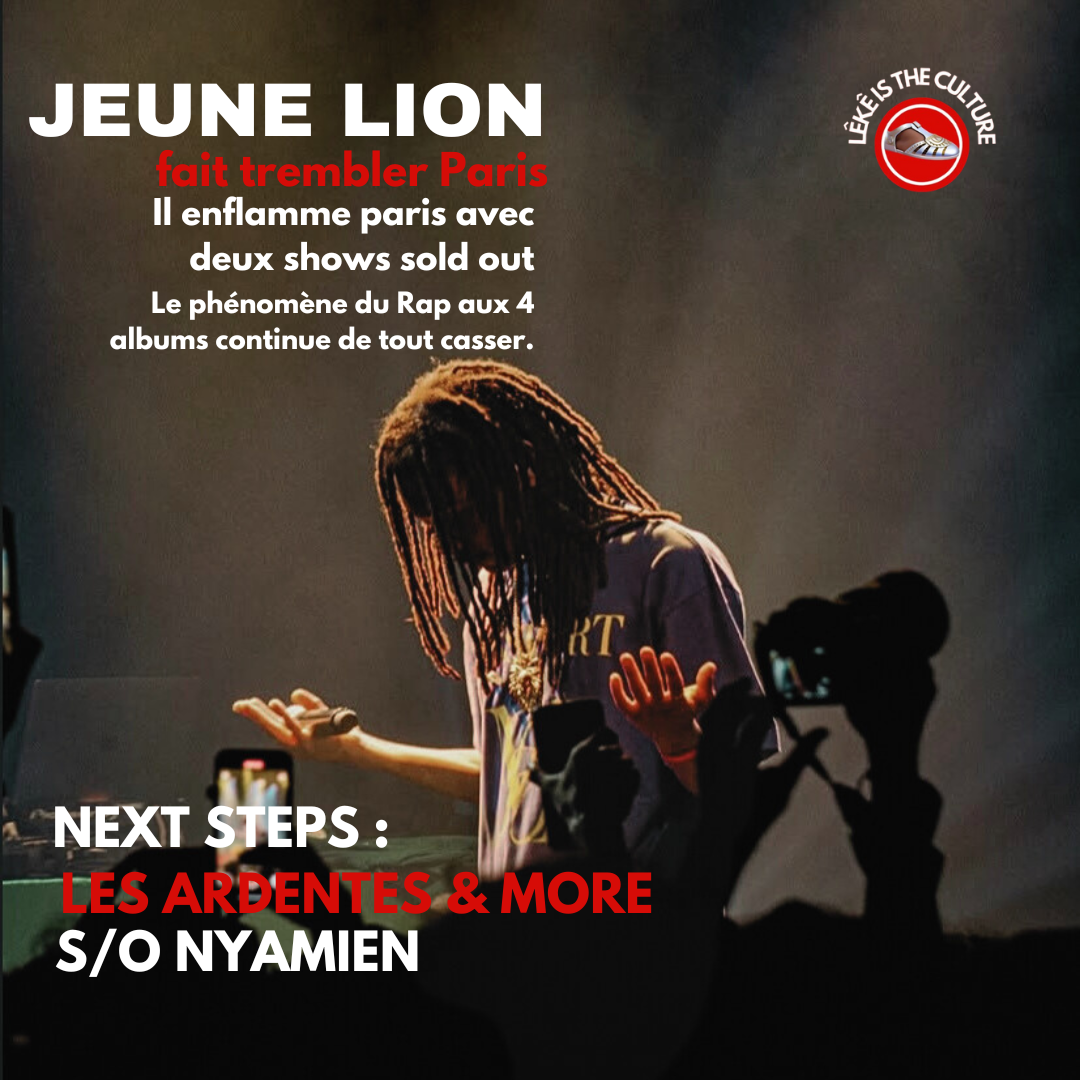 JEUNE LION
fait trembler Paris
Il enflamme paris avec
deux shows sold out
Le phénomène du Rap aux 4
albums continue de tout casser.
LÊKÊ IS THE CULTURE
RT
NEXT STEPS :
LES ARDENTES & MORE
S/O NYAMIEN